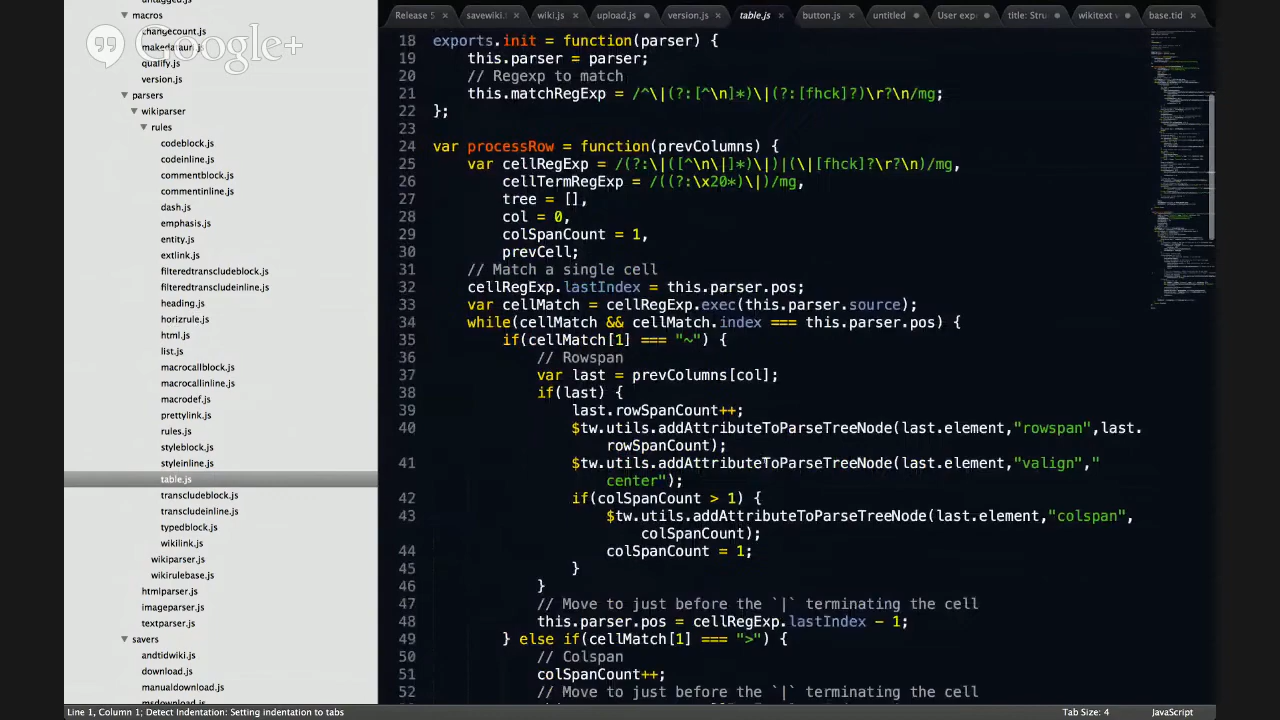 untagged.js
macros
changecount.js
makedatauri.js
qualify.js
version.js
Google+
parsers
wikiparser
rules
codeblock.js
codeinline.js
commentblock.js
commentinline.js
dash.js
emphasis.js
entity.js
extlink.js
filteredtranscludeblock.js
filteredtranscludeinline.js
heading.js
horizrule.js
html.js
list.js
macrocallblock.js
macrocallinline.js
macrodef.js
prettylink.js
rules.js
styleblock.js
styleinline.js
table.js
transcludeblock.js
transcludeinline.js
typedblock.js
wikilink.js
wikiparser.js
wikirulebase.js
htmlparser.js
imageparser.js
textparser.js
savers
andtidwiki.js
download.js
manualdownload.js
msdownload.js
Release 5 × savewiki × wiki.js × upload.js version.js × table.js × button.js × untitled User exp title: Stru wikitext base.tid ×
18 exports.init = function(parser) {
19 this.parser = parser;
20 // Regexp to match
21 this.matchRegExp = /^\|(?:[^\n]*)\|(?:[fhck]?)\r?\n/mg;
22 };
23
24 var processRow = function(prevColumns) {
25 var cellRegExp = /(?:\|([^\n\|]*)\|)|(\|[fhck]?\r?\n)/mg,
26 cellTermRegExp = /((?:\x20*)\|)/mg,
27 tree = [],
28 col = 0,
29 colSpanCount = 1,
30 prevCell;
31 // Match a single cell
32 cellRegExp.lastIndex = this.parser.pos;
33 var cellMatch = cellRegExp.exec(this.parser.source);
34 while(cellMatch && cellMatch.index === this.parser.pos) {
35 if(cellMatch[1] === "~") {
36 // Rowspan
37 var last = prevColumns[col];
38 if(last) {
39 last.rowSpanCount++;
40 $tw.utils.addAttributeToParseTreeNode(last.element,"rowspan",last.
rowSpanCount);
41 $tw.utils.addAttributeToParseTreeNode(last.element,"valign","
center");
42 if(colSpanCount > 1) {
43 $tw.utils.addAttributeToParseTreeNode(last.element,"colspan",
colSpanCount);
44 colSpanCount = 1;
45 }
46 }
47 // Move to just before the `|` terminating the cell
48 this.parser.pos = cellRegExp.lastIndex - 1;
49 } else if(cellMatch[1] === ">") {
50 // Colspan
51 colSpanCount++;
52 // Move to just before the `|` terminating the cell
Line 1, Column 1; Detect Indentation: Setting indentation to tabs Tab Size: 4 JavaScript